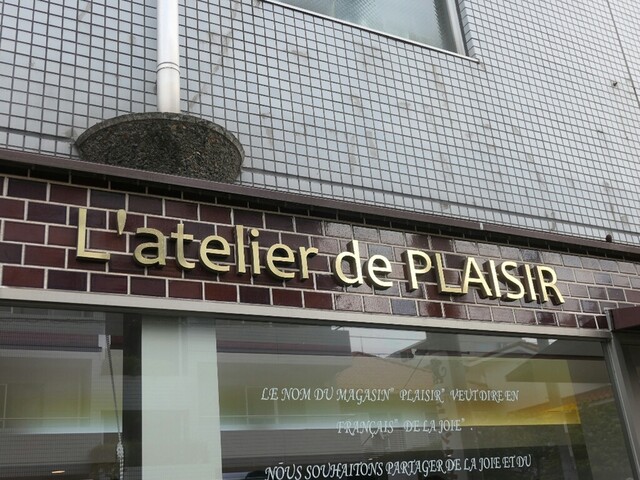 L'atelier de PLAISIR
LE NOM DU MAGASIN" PLAISIR" VEUT DIRE EN
FRANCAIS" DE LA JOIE" .
NOUS SOUHAITONS PARTAGER DE LA JOIE ET DU